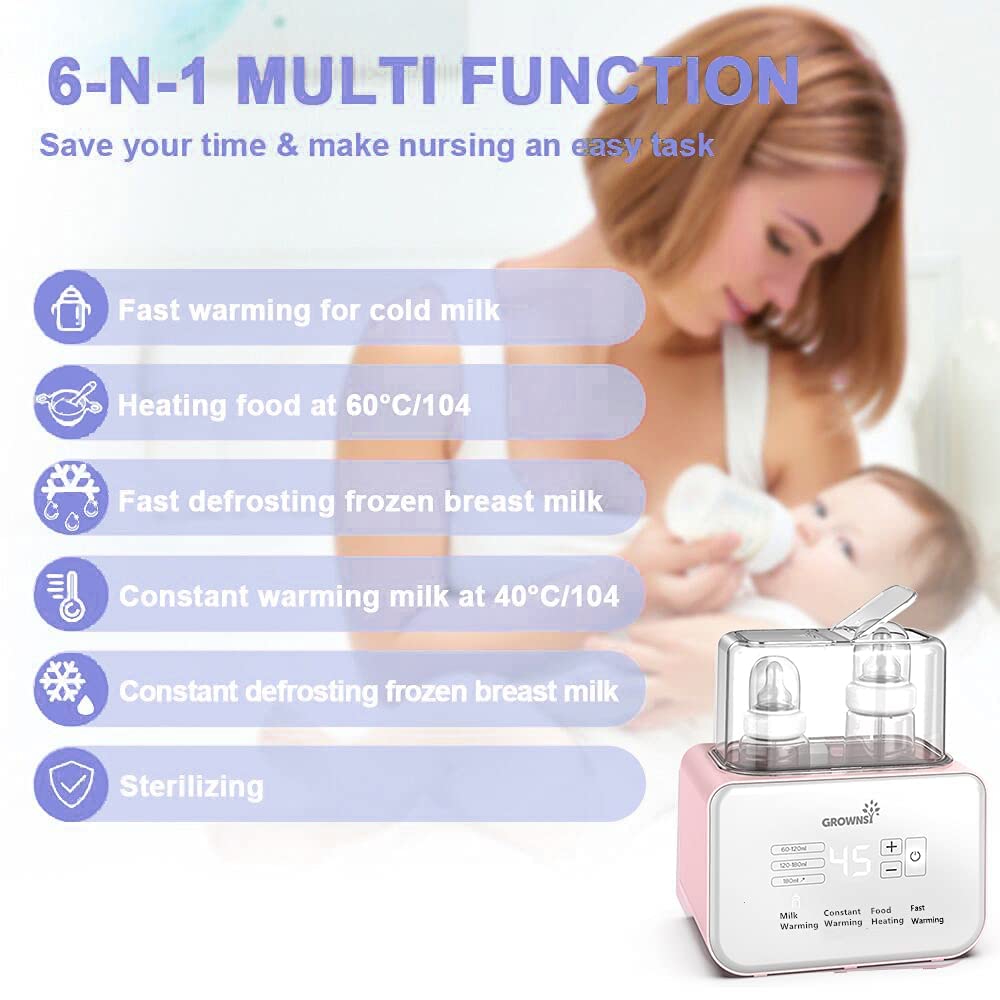 6-N-1 MULTI FUNCTION
Save your time & make nursing an easy task
Fast warming for cold milk
Heating food at 60°C/104
Fast defrosting frozen breast milk
Constant warming milk at 40°C/104
Constant defrosting frozen breast milk
Sterilizing
GROWNSY
60-120ml
120-180ml
180ml↗
45
+
−
Milk Warming
Constant Warming
Food Heating
Fast Warming